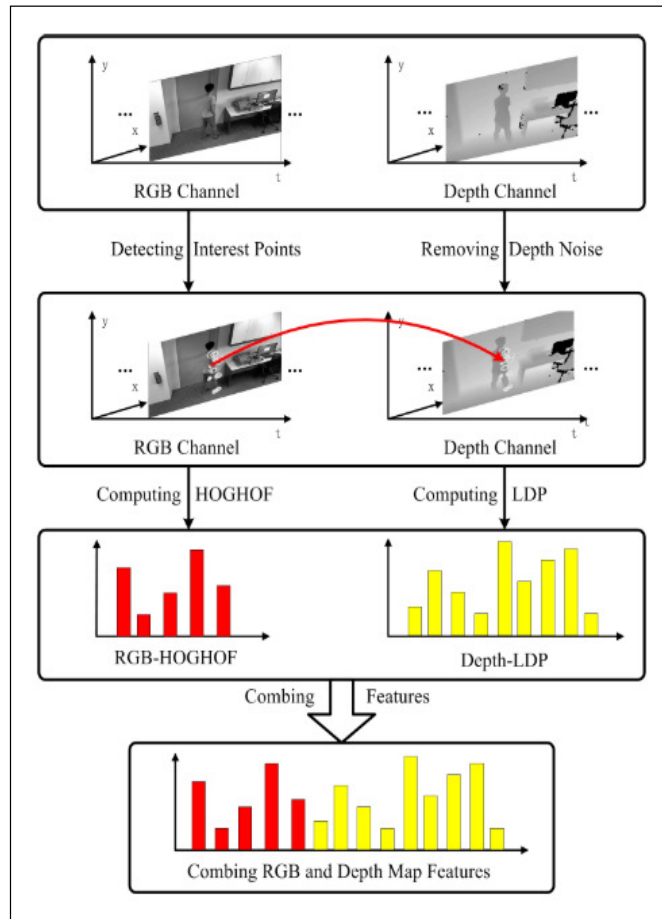 y
...
x
...
t
RGB Channel
y
...
x
...
t
Depth Channel
Detecting Interest Points
Removing Depth Noise
y
...
x
t
RGB Channel
y
...
x
...
t
t
Depth Channel
Computing HOGHOF
Computing LDP
RGB-HOGHOF
Depth-LDP
Combing Features
Combing RGB and Depth Map Features